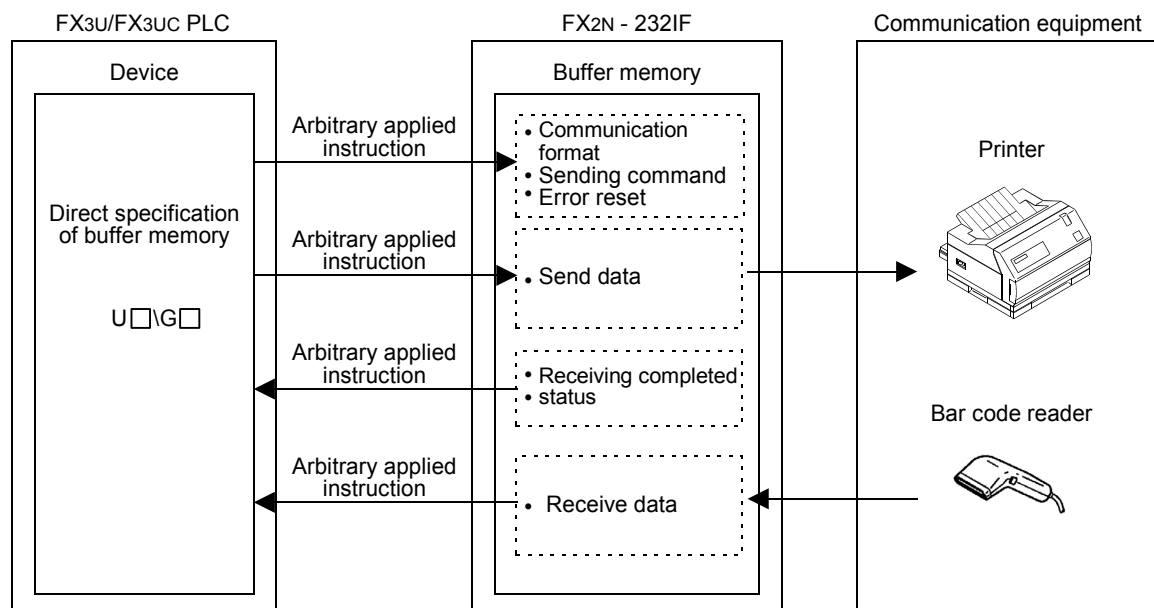 FX3U/FX3UC PLC
FX2N - 232IF
Communication equipment
Device
Buffer memory
Direct specification
of buffer memory
U□\G□
Arbitrary applied
instruction
• Communication
format
• Sending command
• Error reset
Arbitrary applied
instruction
• Send data
Arbitrary applied
instruction
• Receiving completed
• status
Arbitrary applied
instruction
• Receive data
Printer
Bar code reader